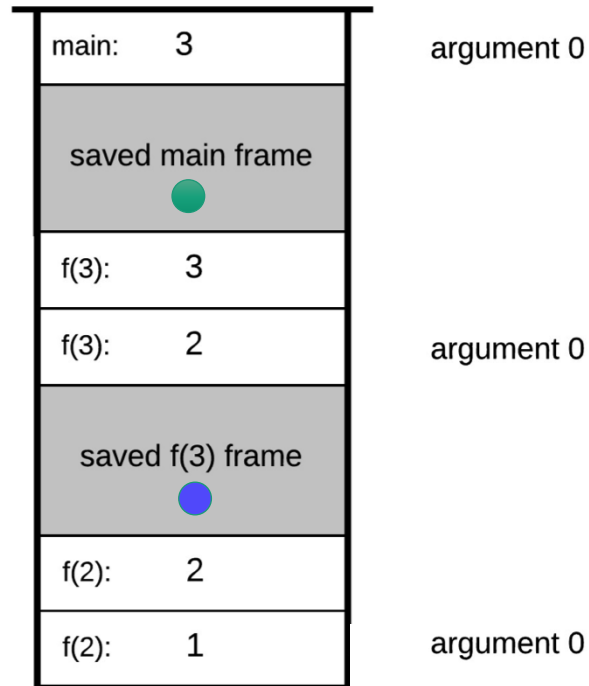 main: 3 argument 0
saved main frame
f(3): 3
f(3): 2 argument 0
saved f(3) frame
f(2): 2
f(2): 1 argument 0